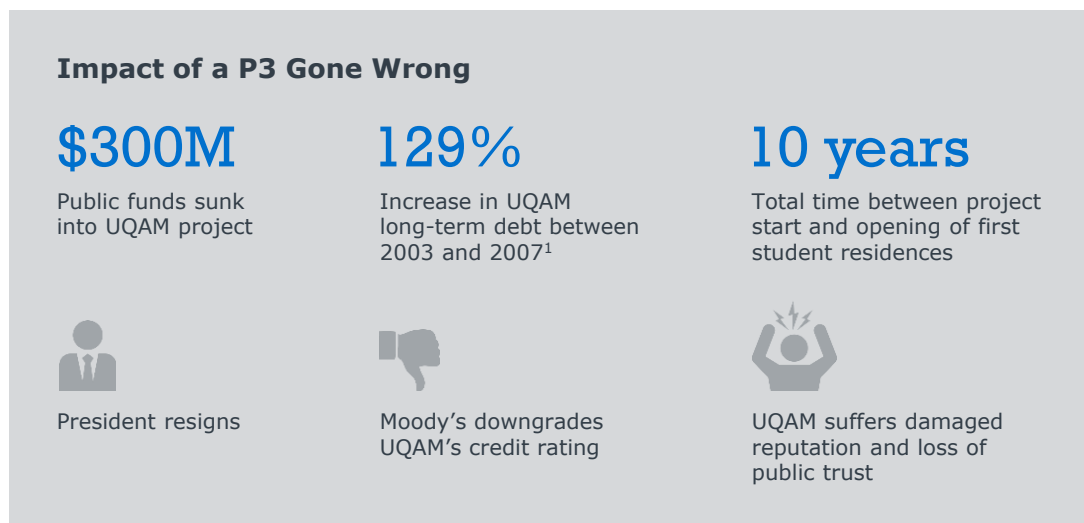 Impact of a P3 Gone Wrong
$300M
Public funds sunk
into UQAM project
129%
Increase in UQAM
long-term debt between
2003 and 2007¹
10 years
Total time between project
start and opening of first
student residences
President resigns
Moody’s downgrades
UQAM’s credit rating
UQAM suffers damaged
reputation and loss of
public trust